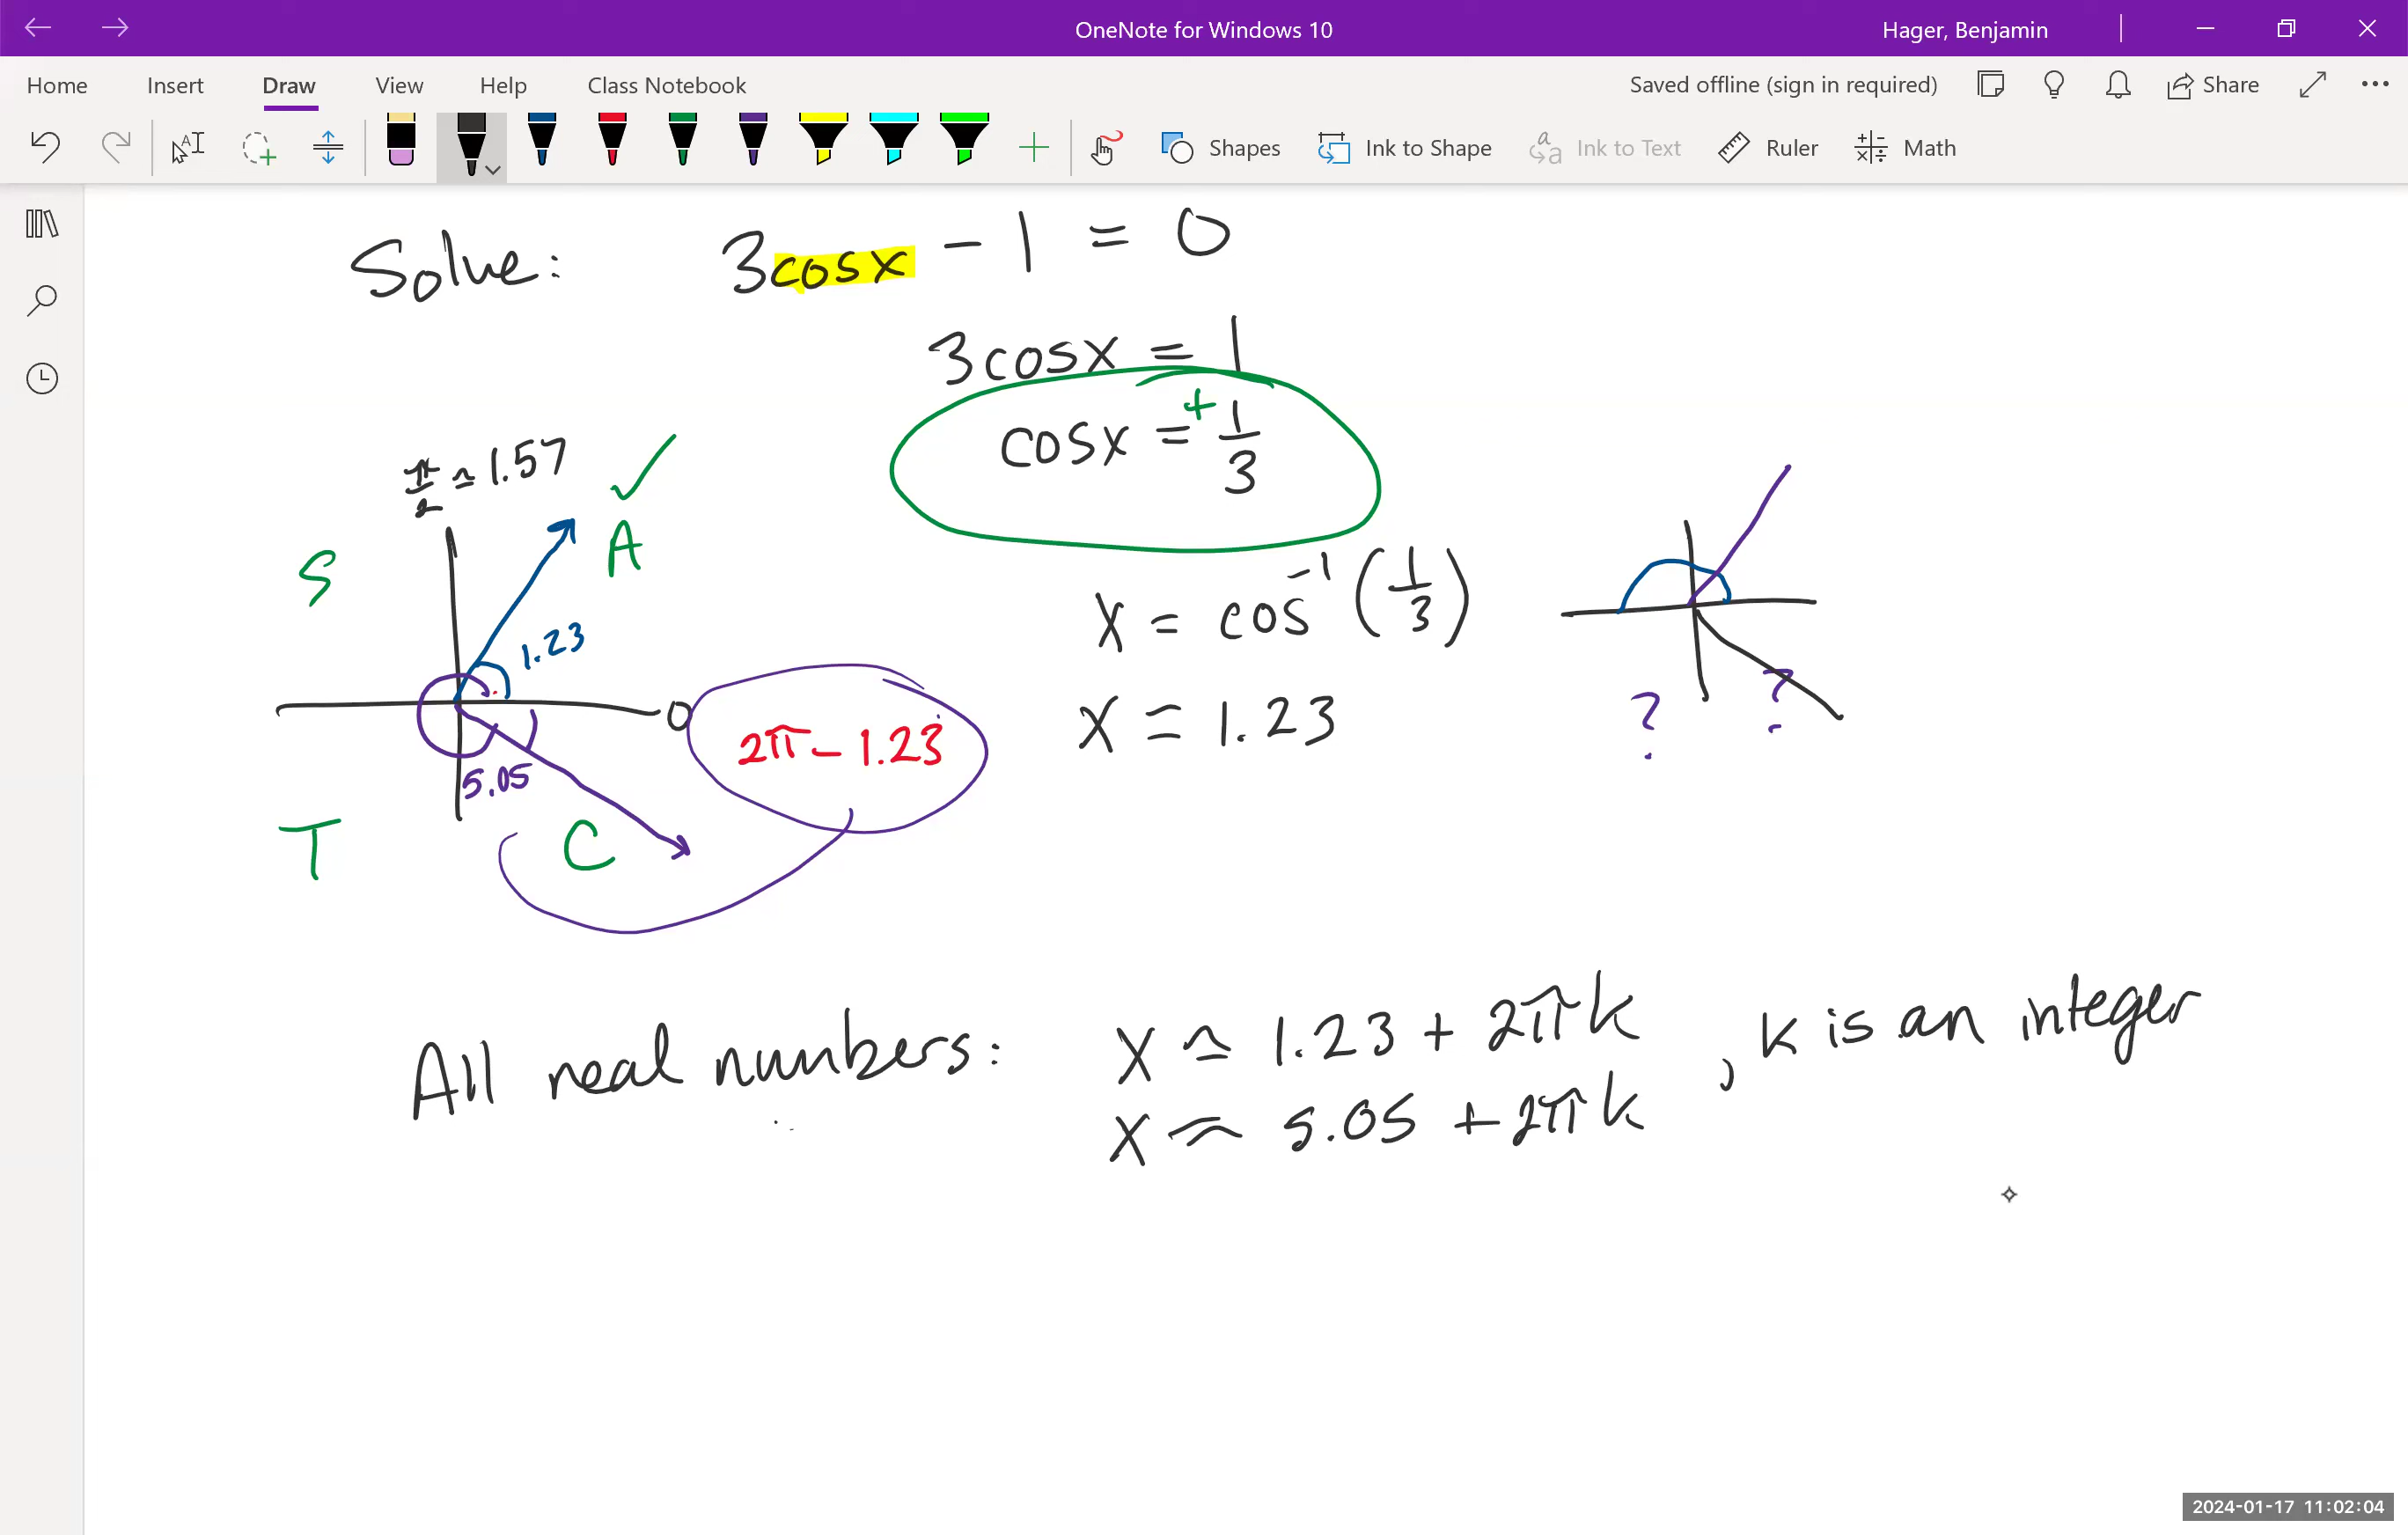 OneNote for Windows 10
Hager, Benjamin
Home Insert Draw View Help Class Notebook
Saved offline (sign in required) Share
Shapes Ink to Shape Ink to Text Ruler Math
Solve: 3cosx - 1 = 0
3cosx = 1
cosx = + 1/3
π/2 ≈ 1.57
S
A
1.23
x = cos⁻¹(1/3)
0
2π - 1.23
x ≈ 1.23
? ?
5.05
T
C
All real numbers: x ≈ 1.23 + 2πk
, k is an integer
x ≈ 5.05 + 2πk
2024-01-17 11:02:04